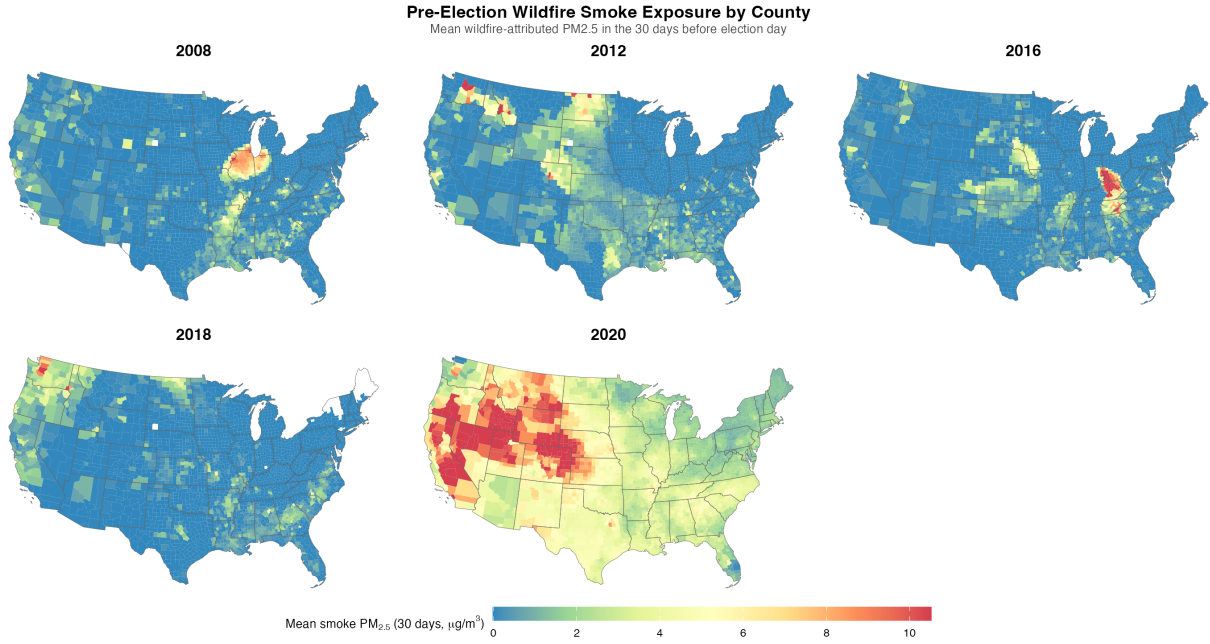 Pre-Election Wildfire Smoke Exposure by County
Mean wildfire-attributed PM2.5 in the 30 days before election day
2008
2012
2016
2018
2020
Mean smoke PM₂.₅ (30 days, μg/m³)
0 2 4 6 8 10